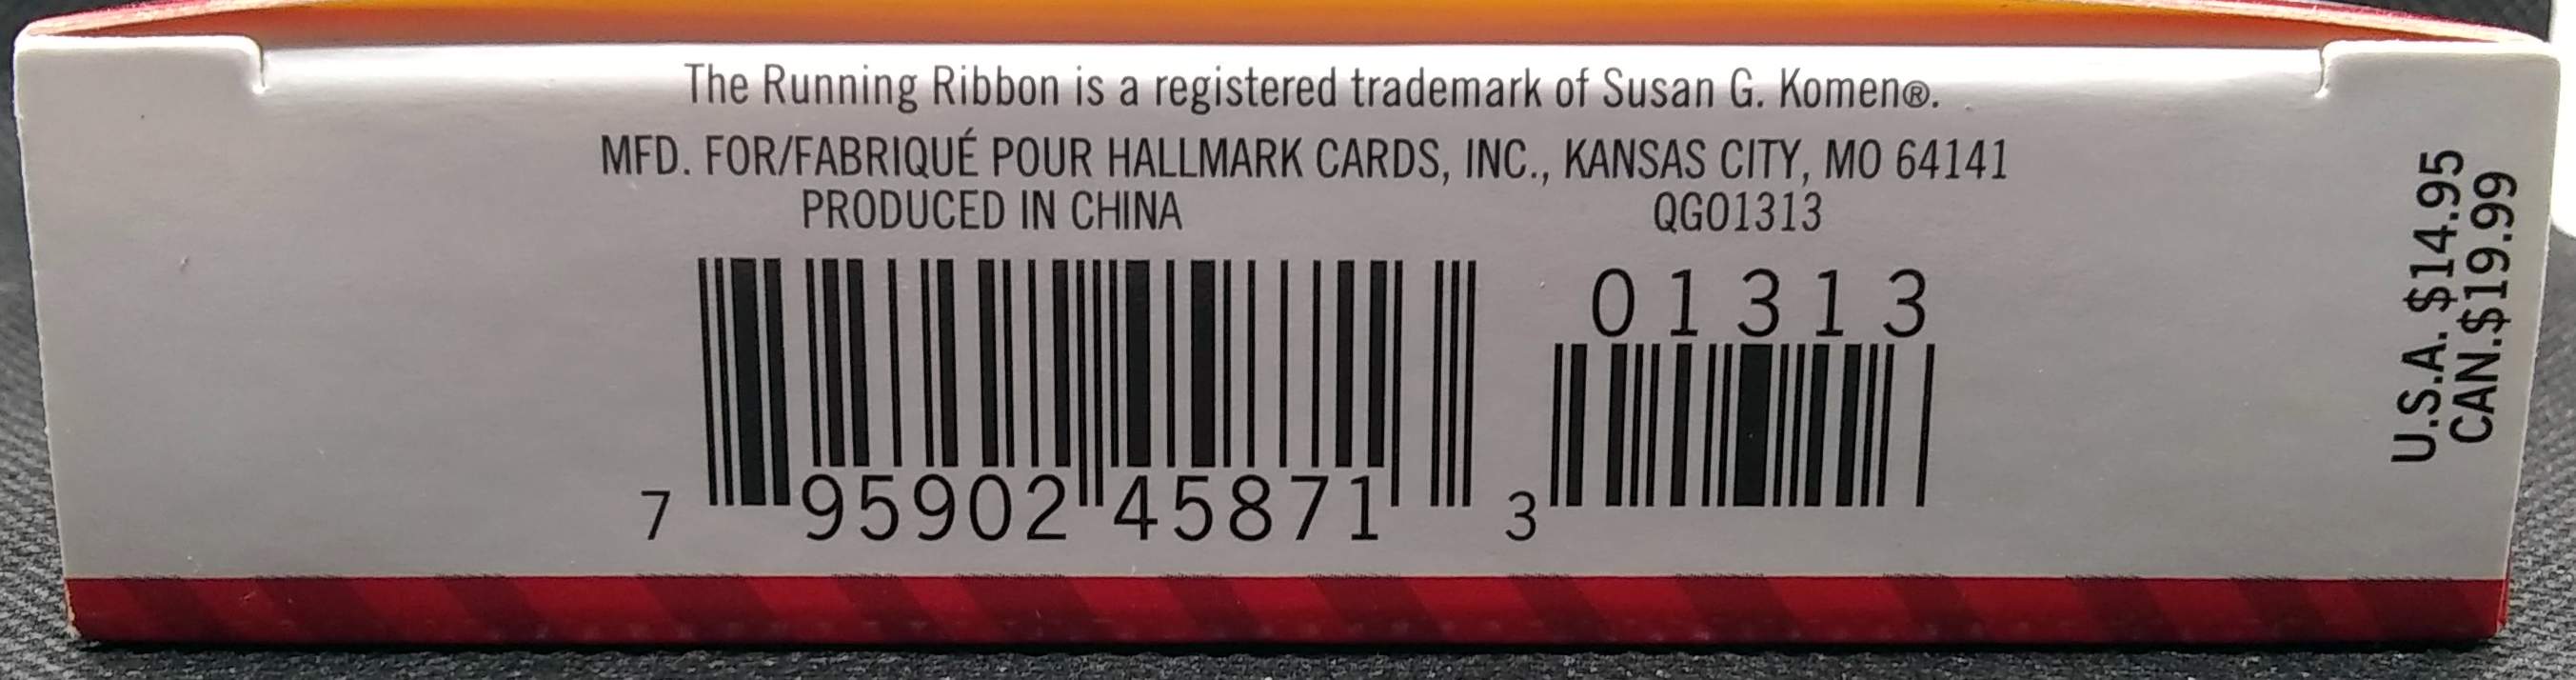 The Running Ribbon is a registered trademark of Susan G. Komen®.
MFD. FOR/FABRIQUÉ POUR HALLMARK CARDS, INC., KANSAS CITY, MO 64141
PRODUCED IN CHINA QGO1313
7 95902 45871 3
01313
U.S.A. $14.95
CAN.$19.99